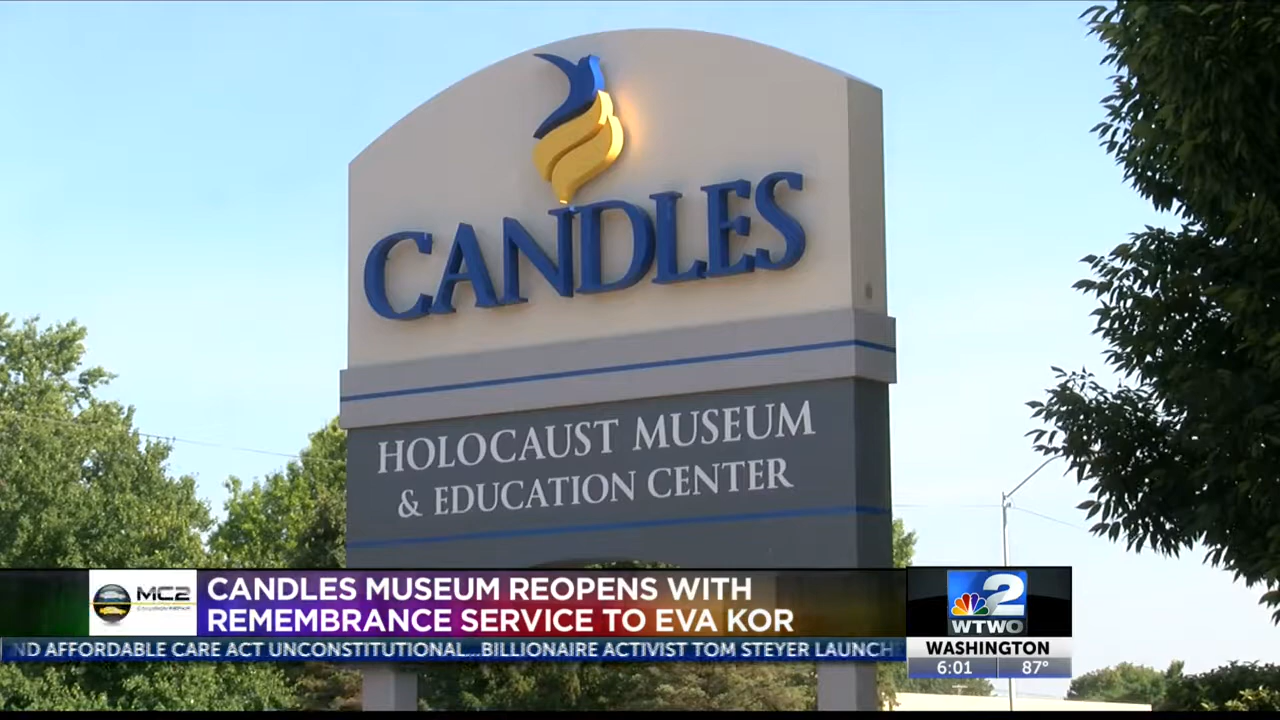 CANDLES
HOLOCAUST MUSEUM
& EDUCATION CENTER
MC2
CANDLES MUSEUM REOPENS WITH
REMEMBRANCE SERVICE TO EVA KOR
2
WTWO
WASHINGTON
6:01 87°
ND AFFORDABLE CARE ACT UNCONSTITUTIONAL...BILLIONAIRE ACTIVIST TOM STEYER LAUNCH